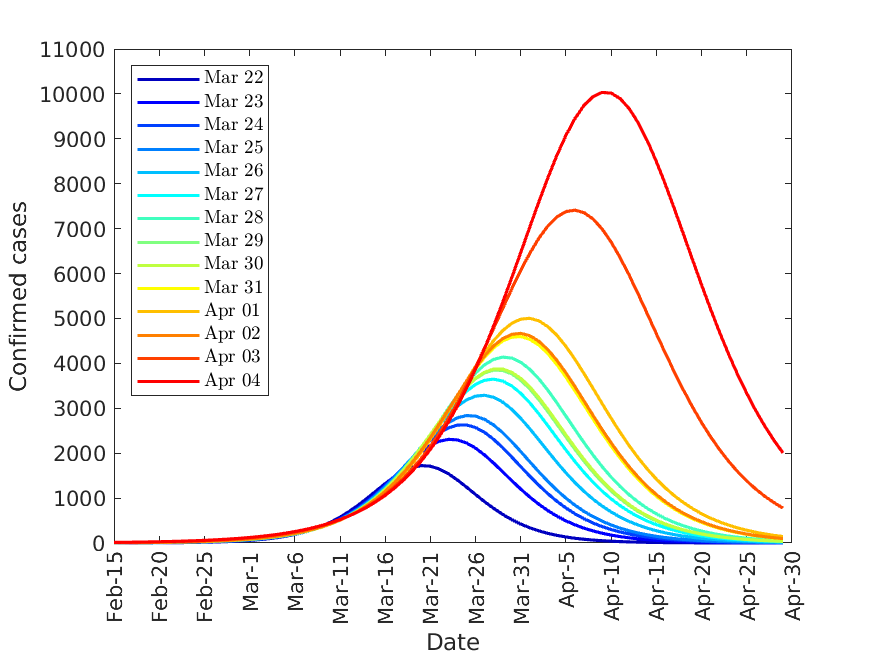 11000
10000
9000
8000
7000
6000
5000
4000
3000
2000
1000
0
Confirmed cases
Mar 22
Mar 23
Mar 24
Mar 25
Mar 26
Mar 27
Mar 28
Mar 29
Mar 30
Mar 31
Apr 01
Apr 02
Apr 03
Apr 04
Feb-15
Feb-20
Feb-25
Mar-1
Mar-6
Mar-11
Mar-16
Mar-21
Mar-26
Mar-31
Apr-5
Apr-10
Apr-15
Apr-20
Apr-25
Apr-30
Date